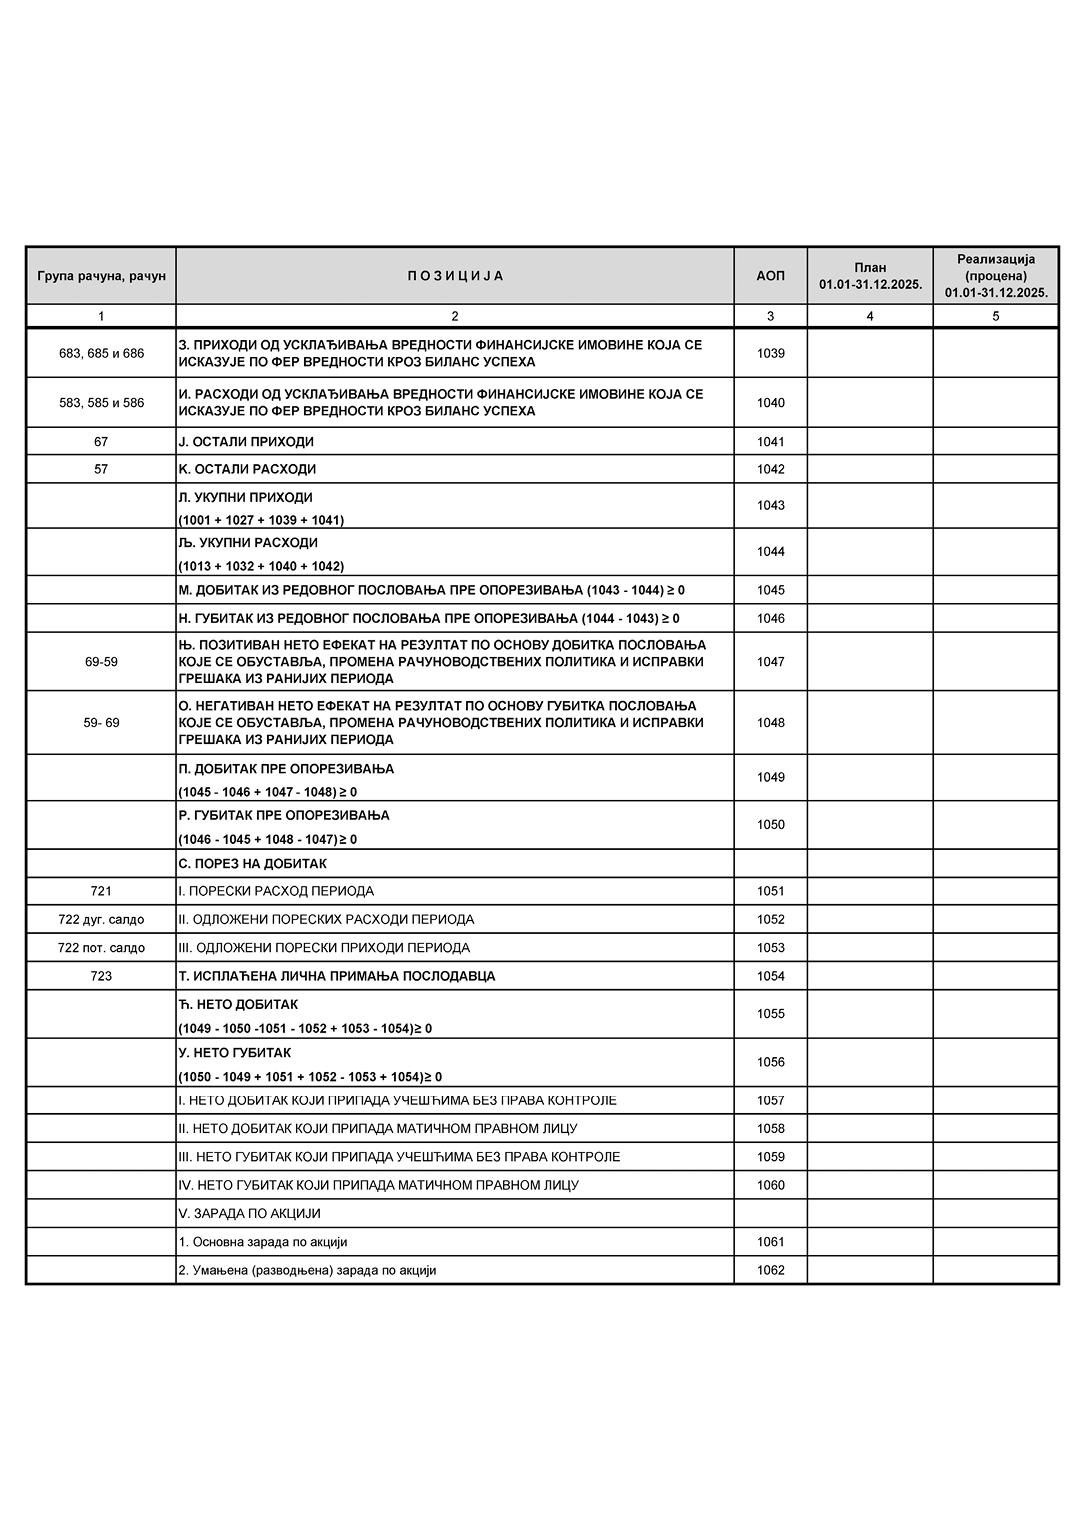 Група рачуна, рачун
П О З И Ц И Ј А
АОП
План
01.01-31.12.2025.
Реализација
(процена)
01.01-31.12.2025.
1
2
3
4
5
683, 685 и 686
З. ПРИХОДИ ОД УСКЛАЂИВАЊА ВРЕДНОСТИ ФИНАНСИЈСКЕ ИМОВИНЕ КОЈА СЕ
ИСКАЗУЈЕ ПО ФЕР ВРЕДНОСТИ КРОЗ БИЛАНС УСПЕХА
1039
583, 585 и 586
И. РАСХОДИ ОД УСКЛАЂИВАЊА ВРЕДНОСТИ ФИНАНСИЈСКЕ ИМОВИНЕ КОЈА СЕ
ИСКАЗУЈЕ ПО ФЕР ВРЕДНОСТИ КРОЗ БИЛАНС УСПЕХА
1040
67
Ј. ОСТАЛИ ПРИХОДИ
1041
57
К. ОСТАЛИ РАСХОДИ
1042
Л. УКУПНИ ПРИХОДИ
(1001 + 1027 + 1039 + 1041)
1043
Љ. УКУПНИ РАСХОДИ
(1013 + 1032 + 1040 + 1042)
1044
М. ДОБИТАК ИЗ РЕДОВНОГ ПОСЛОВАЊА ПРЕ ОПОРЕЗИВАЊА (1043 - 1044) ≥ 0
1045
Н. ГУБИТАК ИЗ РЕДОВНОГ ПОСЛОВАЊА ПРЕ ОПОРЕЗИВАЊА (1044 - 1043) ≥ 0
1046
69-59
Њ. ПОЗИТИВАН НЕТО ЕФЕКАТ НА РЕЗУЛТАТ ПО ОСНОВУ ДОБИТКА ПОСЛОВАЊА
КОЈЕ СЕ ОБУСТАВЉА, ПРОМЕНА РАЧУНОВОДСТВЕНИХ ПОЛИТИКА И ИСПРАВКИ
ГРЕШАКА ИЗ РАНИЈИХ ПЕРИОДА
1047
59- 69
О. НЕГАТИВАН НЕТО ЕФЕКАТ НА РЕЗУЛТАТ ПО ОСНОВУ ГУБИТКА ПОСЛОВАЊА
КОЈЕ СЕ ОБУСТАВЉА, ПРОМЕНА РАЧУНОВОДСТВЕНИХ ПОЛИТИКА И ИСПРАВКИ
ГРЕШАКА ИЗ РАНИЈИХ ПЕРИОДА
1048
П. ДОБИТАК ПРЕ ОПОРЕЗИВАЊА
(1045 - 1046 + 1047 - 1048) ≥ 0
1049
Р. ГУБИТАК ПРЕ ОПОРЕЗИВАЊА
(1046 - 1045 + 1048 - 1047) ≥ 0
1050
С. ПОРЕЗ НА ДОБИТАК
721
I. ПОРЕСКИ РАСХОД ПЕРИОДА
1051
722 дуг. салдо
II. ОДЛОЖЕНИ ПОРЕСКИХ РАСХОДИ ПЕРИОДА
1052
722 пот. салдо
III. ОДЛОЖЕНИ ПОРЕСКИ ПРИХОДИ ПЕРИОДА
1053
723
Т. ИСПЛАЋЕНА ЛИЧНА ПРИМАЊА ПОСЛОДАВЦА
1054
Ћ. НЕТО ДОБИТАК
(1049 - 1050 -1051 - 1052 + 1053 - 1054)≥ 0
1055
У. НЕТО ГУБИТАК
(1050 - 1049 + 1051 + 1052 - 1053 + 1054)≥ 0
1056
I. НЕТО ДОБИТАК КОЈИ ПРИПАДА УЧЕШЋИМА БЕЗ ПРАВА КОНТРОЛЕ
1057
II. НЕТО ДОБИТАК КОЈИ ПРИПАДА МАТИЧНОМ ПРАВНОМ ЛИЦУ
1058
III. НЕТО ГУБИТАК КОЈИ ПРИПАДА УЧЕШЋИМА БЕЗ ПРАВА КОНТРОЛЕ
1059
IV. НЕТО ГУБИТАК КОЈИ ПРИПАДА МАТИЧНОМ ПРАВНОМ ЛИЦУ
1060
V. ЗАРАДА ПО АКЦИЈИ
1. Основна зарада по акцији
1061
2. Умањена (разводњена) зарада по акцији
1062